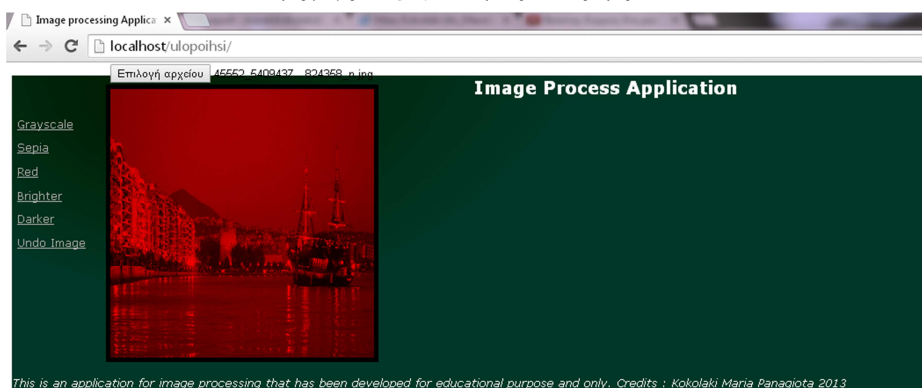 Image processing Applica
localhost/ulopoihsi/
Επιλογή αρχείου 45552_5409437_
Image Process Application
Grayscale
Sepia
Red
Brighter
Darker
Undo Image
This is an application for image processing that has been developed for educational purpose and only. Credits : Kokolaki Maria Panagiota 2013